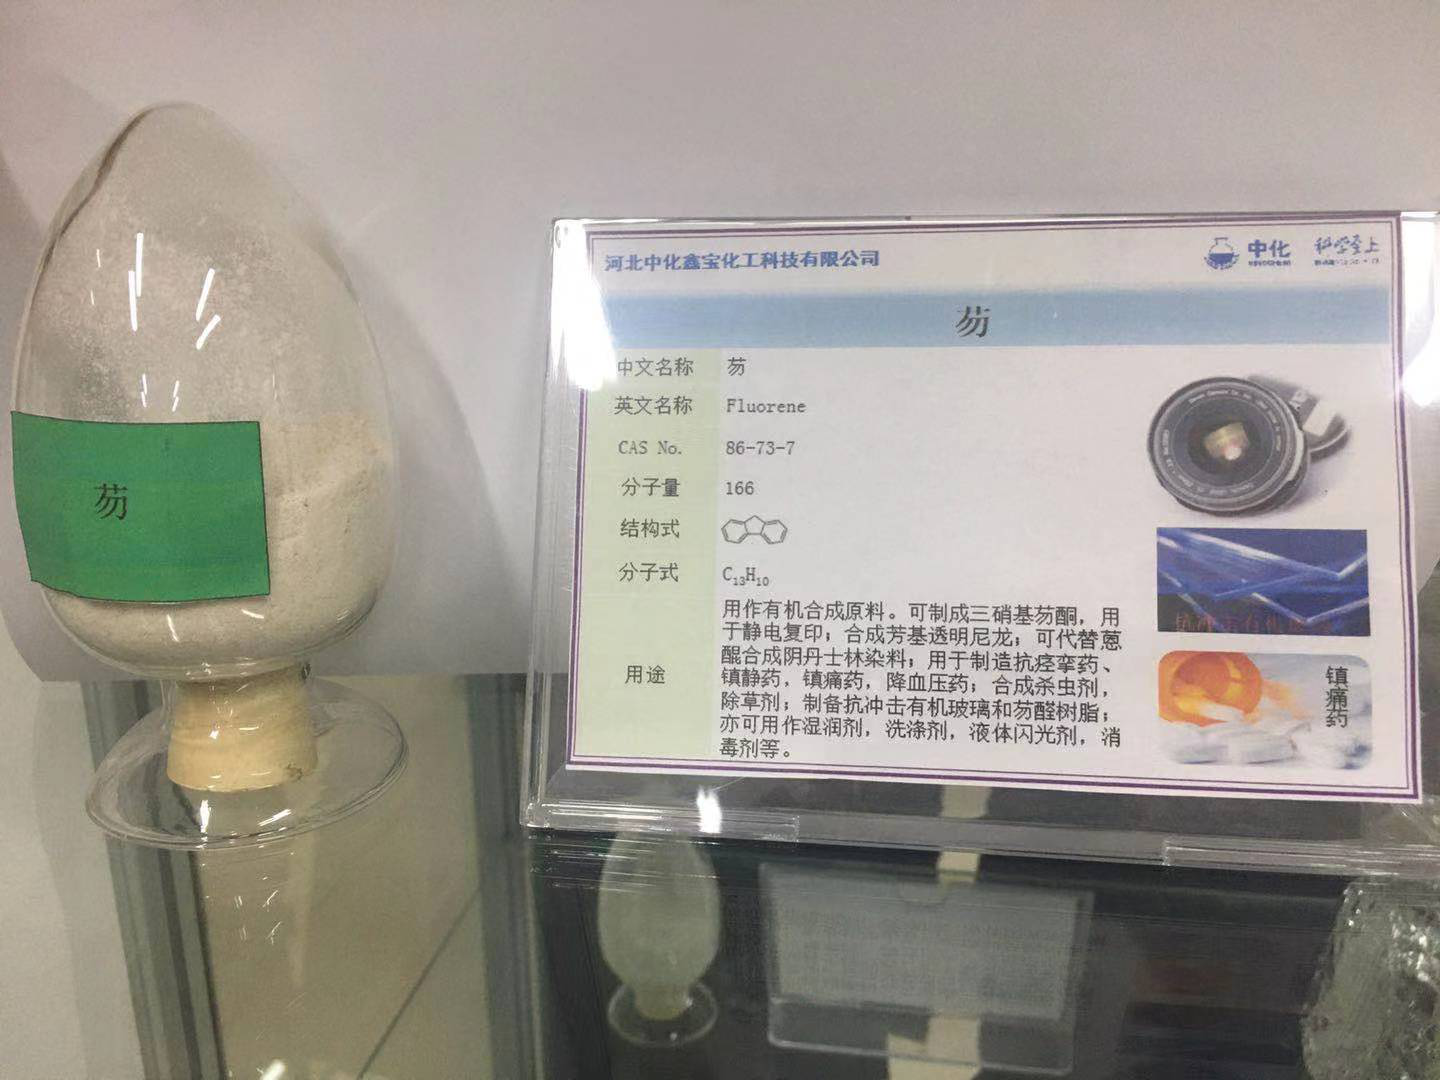 芴
河北中化鑫宝化工科技有限公司
中化
科学至上
芴
中文名称 芴
英文名称 Fluorene
CAS No. 86-73-7
分子量 166
结构式
分子式 C₁₃H₁₀
用途
用作有机合成原料。可制成三硝基芴酮，用
于静电复印；合成芳基透明尼龙；可代替蒽
醌合成阴丹士林染料；用于制造抗痉挛药、
镇静药，镇痛药，降血压药；合成杀虫剂，
除草剂；制备抗冲击有机玻璃和芴醛树脂；
亦可用作湿润剂，洗涤剂，液体闪光剂，消
毒剂等。
镇痛药